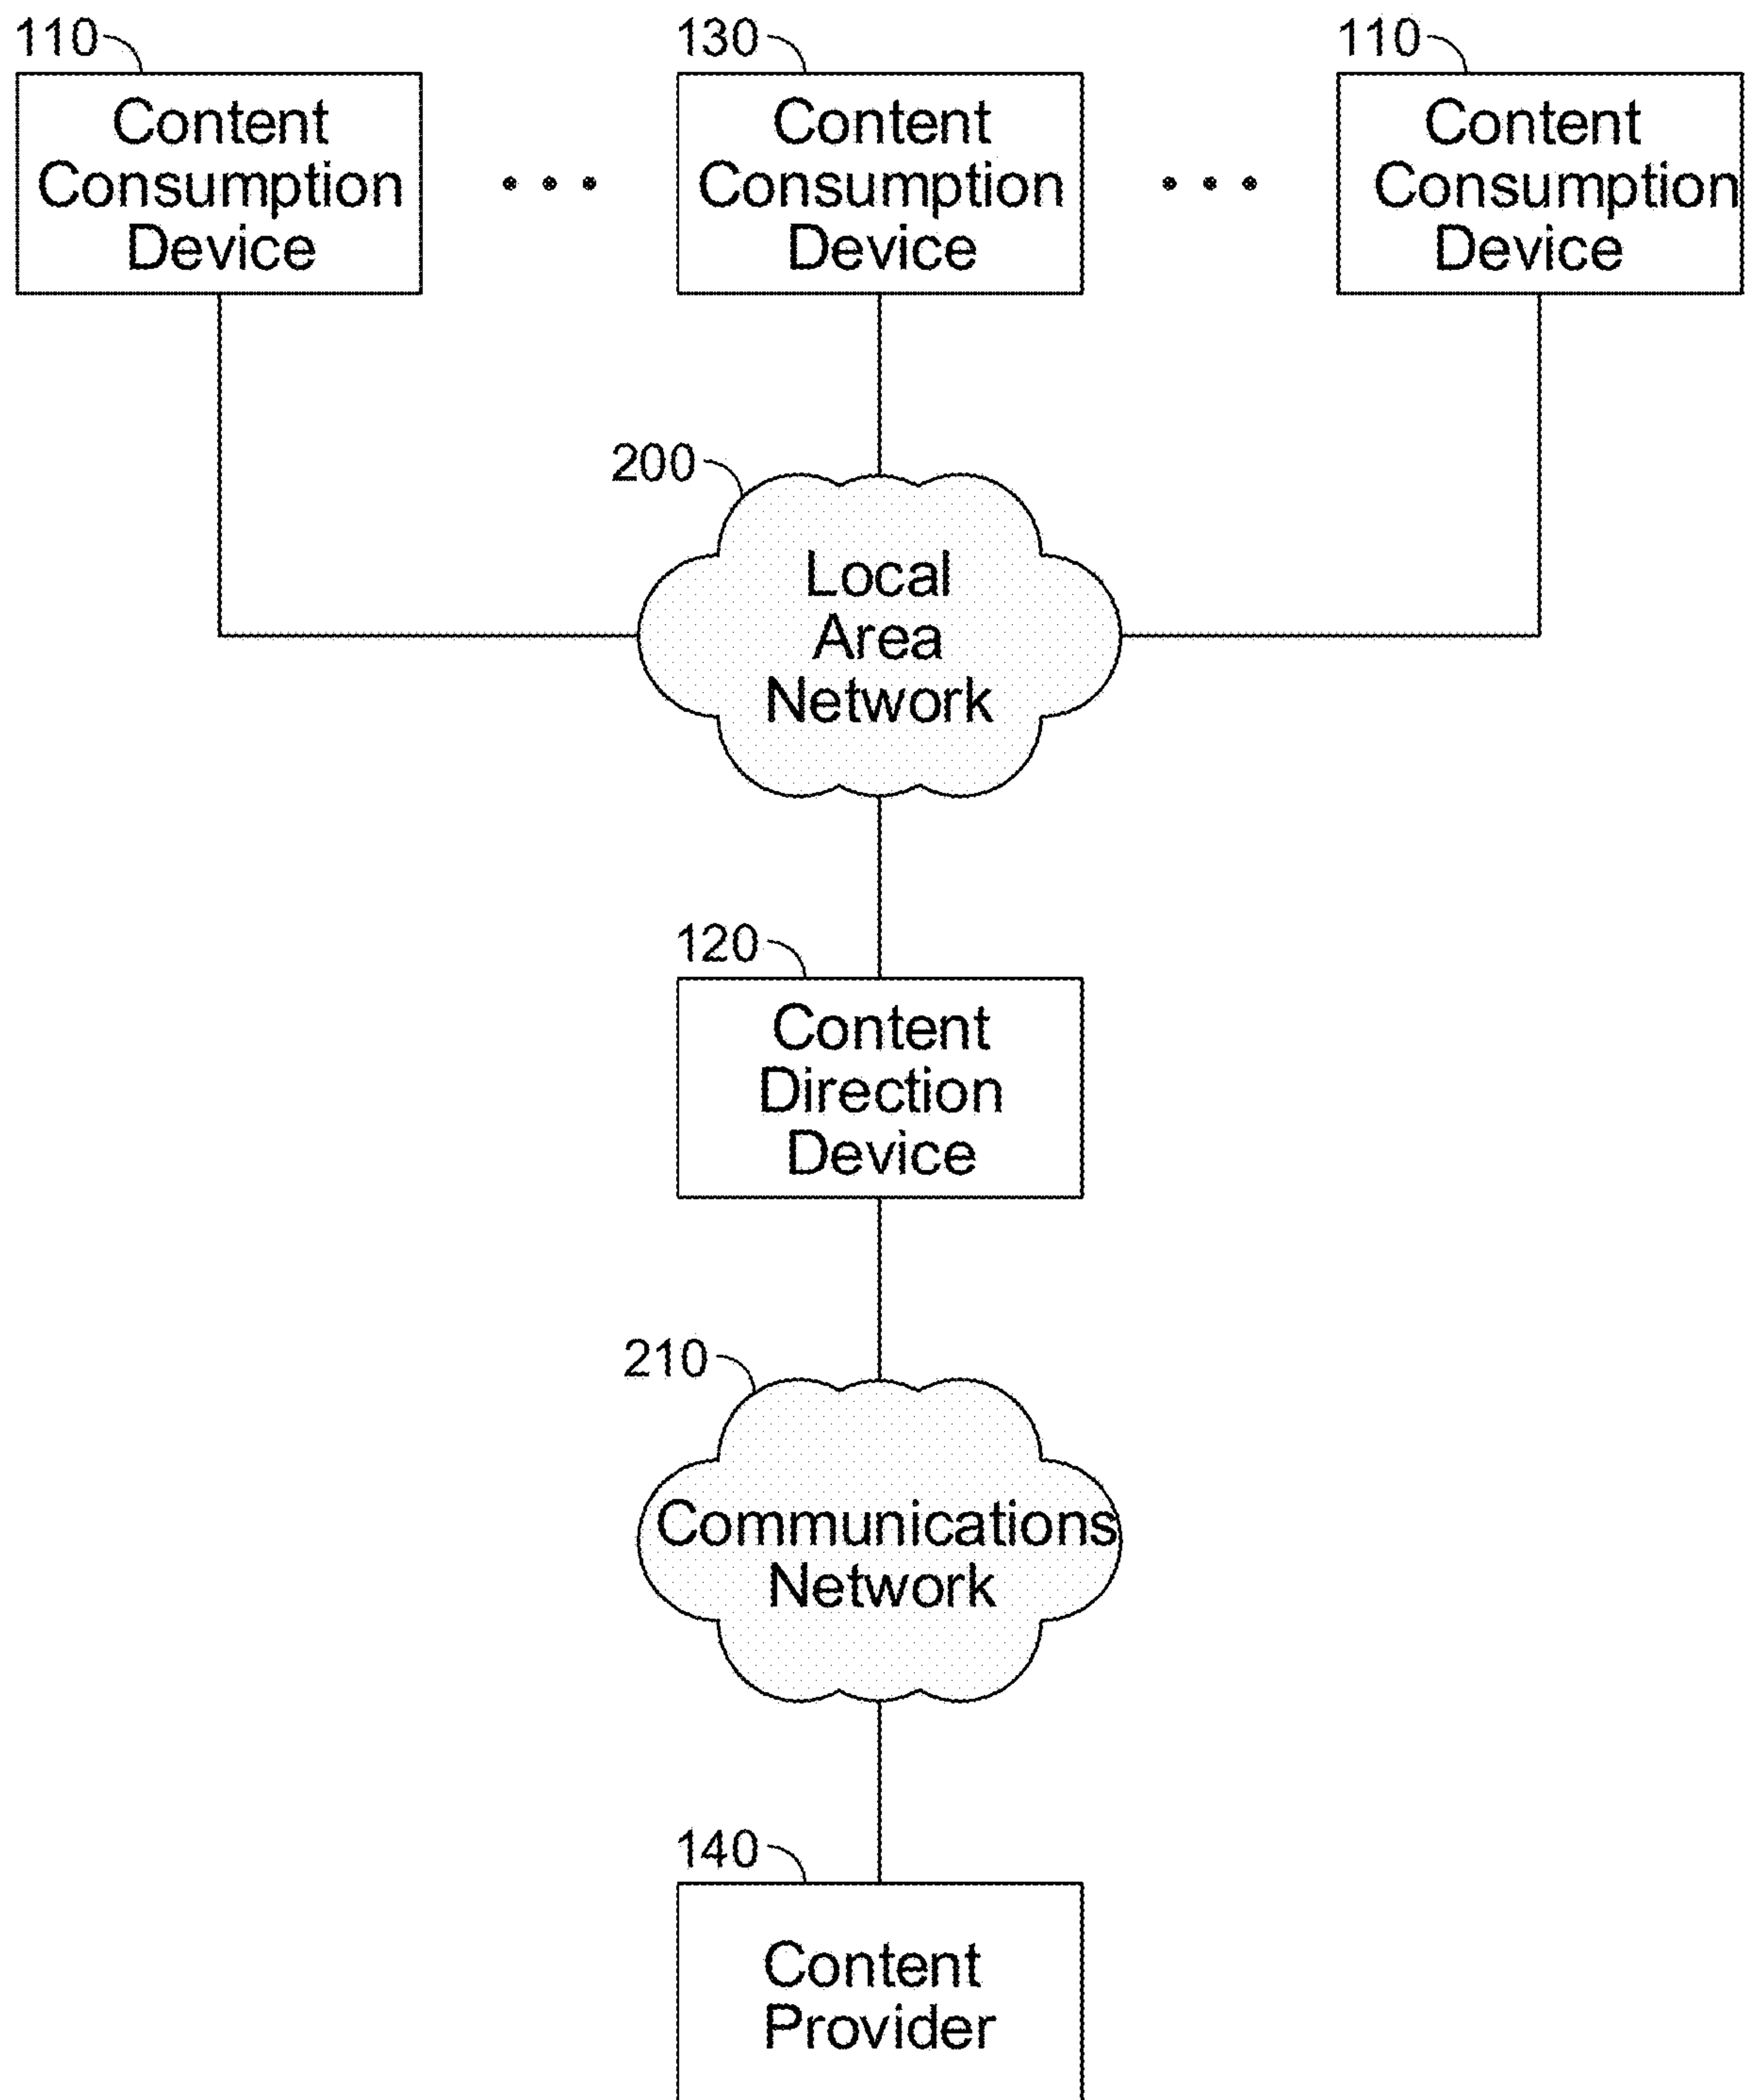 110
130
110
Content
Consumption
Device
Content
Consumption
Device
Content
Consumption
Device
200
Local
Area
Network
120
Content
Direction
Device
210
Communications
Network
140
Content
Provider